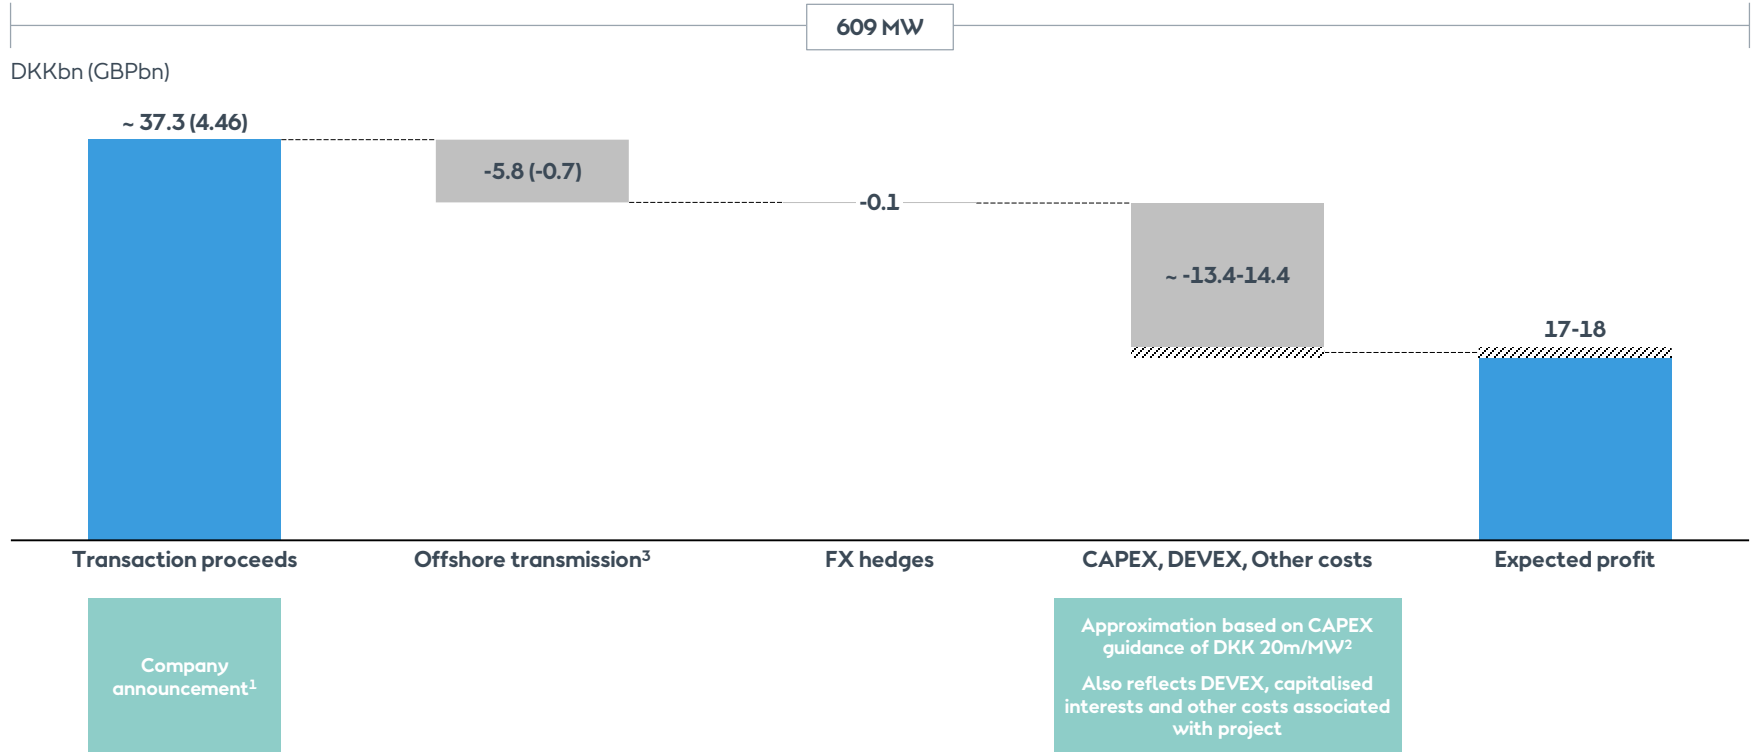 609 MW
DKKbn (GBPbn)
~ 37.3 (4.46)
-5.8 (-0.7)
-0.1
~ -13.4-14.4
17-18
Transaction proceeds
Offshore transmission³
FX hedges
CAPEX, DEVEX, Other costs
Expected profit
Company
announcement¹
Approximation based on CAPEX
guidance of DKK 20m/MW²
Also reflects DEVEX, capitalised
interests and other costs associated
with project